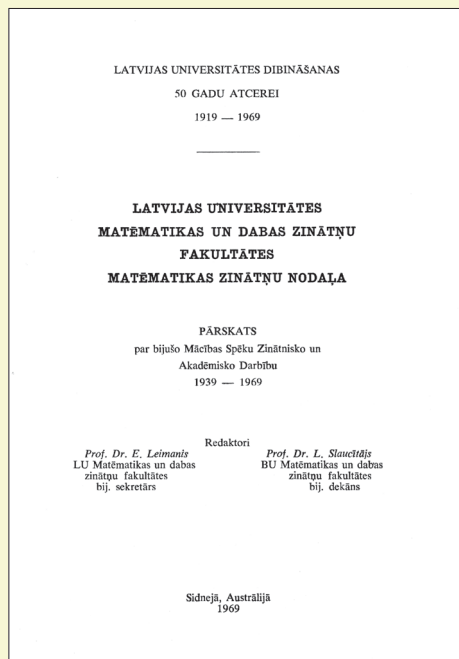 LATVIJAS UNIVERSITĀTES DIBINĀŠANAS
50 GADU ATCEREI
1919 — 1969
LATVIJAS UNIVERSITĀTES
MATĒMATIKAS UN DABAS ZINĀTŅU
FAKULTĀTES
MATĒMATIKAS ZINĀTŅU NODAĻA
PĀRSKATS
par bijušo Mācības Spēku Zinātnisko un
Akadēmisko Darbību
1939 — 1969
Redaktori
Prof. Dr. E. Leimanis
LU Matēmatikas un dabas
zinātņu fakultātes
bij. sekretārs
Prof. Dr. L. Slaucītājs
BU Matēmatikas un dabas
zinātņu fakultātes
bij. dekāns
Sidnejā, Austrālijā
1969